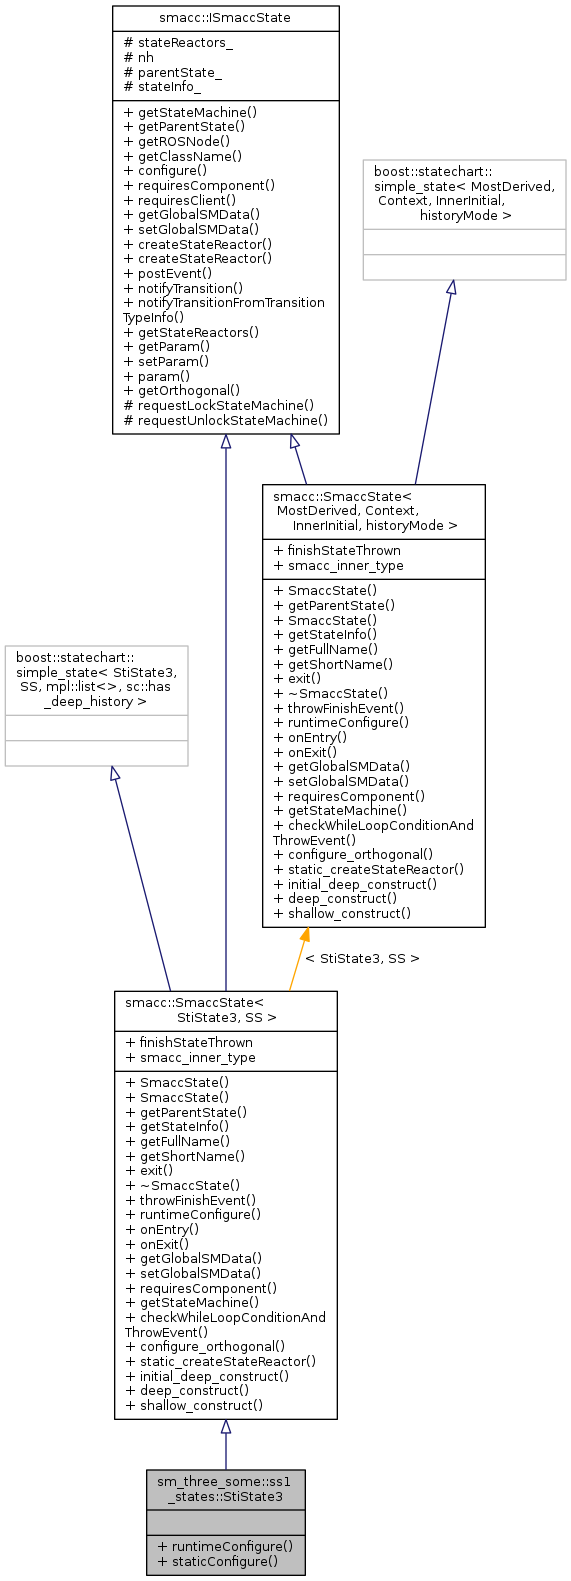 smacc::ISmaccState
# stateReactors_
# nh
# parentState_
# stateInfo_
+ getStateMachine()
+ getParentState()
+ getROSNode()
+ getClassName()
+ configure()
+ requiresComponent()
+ requiresClient()
+ getGlobalSMData()
+ setGlobalSMData()
+ createStateReactor()
+ createStateReactor()
+ postEvent()
+ notifyTransition()
+ notifyTransitionFromTransition
TypeInfo()
+ getStateReactors()
+ getParam()
+ setParam()
+ param()
+ getOrthogonal()
# requestLockStateMachine()
# requestUnlockStateMachine()
boost::statechart::
simple_state< MostDerived,
Context, InnerInitial,
historyMode >
smacc::SmaccState<
MostDerived, Context,
InnerInitial, historyMode >
+ finishStateThrown
+ smacc_inner_type
+ SmaccState()
+ getParentState()
+ SmaccState()
+ getStateInfo()
+ getFullName()
+ getShortName()
+ exit()
+ ~SmaccState()
+ throwFinishEvent()
+ runtimeConfigure()
+ onEntry()
+ onExit()
+ getGlobalSMData()
+ setGlobalSMData()
+ requiresComponent()
+ getStateMachine()
+ checkWhileLoopConditionAnd
ThrowEvent()
+ configure_orthogonal()
+ static_createStateReactor()
+ initial_deep_construct()
+ deep_construct()
+ shallow_construct()
boost::statechart::
simple_state< StiState3,
SS, mpl::list<>, sc::has
_deep_history >
< StiState3, SS >
smacc::SmaccState<
StiState3, SS >
+ finishStateThrown
+ smacc_inner_type
+ SmaccState()
+ SmaccState()
+ getParentState()
+ getStateInfo()
+ getFullName()
+ getShortName()
+ exit()
+ ~SmaccState()
+ throwFinishEvent()
+ runtimeConfigure()
+ onEntry()
+ onExit()
+ getGlobalSMData()
+ setGlobalSMData()
+ requiresComponent()
+ getStateMachine()
+ checkWhileLoopConditionAnd
ThrowEvent()
+ configure_orthogonal()
+ static_createStateReactor()
+ initial_deep_construct()
+ deep_construct()
+ shallow_construct()
sm_three_some::ss1
_states::StiState3
+ runtimeConfigure()
+ staticConfigure()